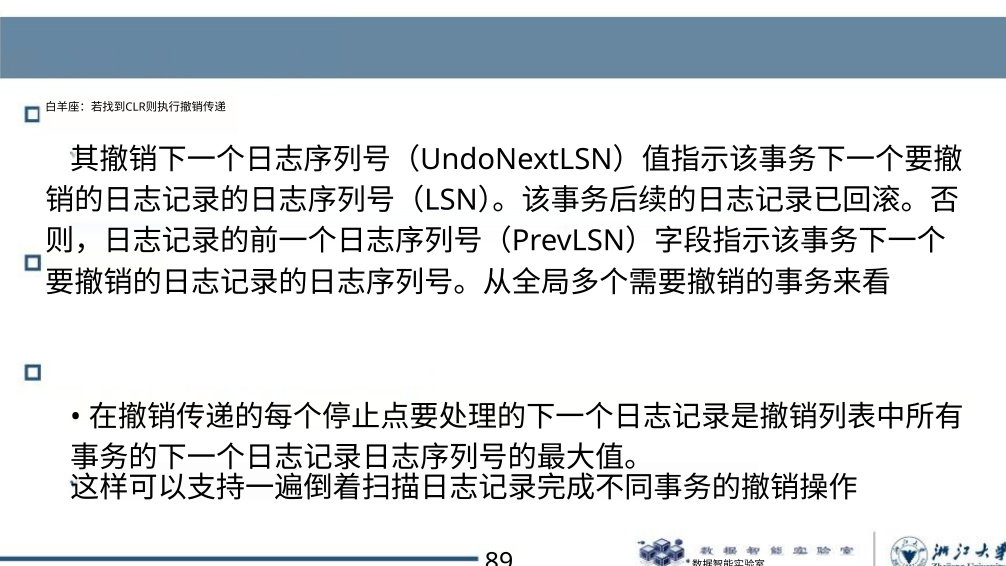 白羊座：若找到CLR则执行撤销传递
其撤销下一个日志序列号（UndoNextLSN）值指示该事务下一个要撤
销的日志记录的日志序列号（LSN）。该事务后续的日志记录已回滚。否
则，日志记录的前一个日志序列号（PrevLSN）字段指示该事务下一个
要撤销的日志记录的日志序列号。从全局多个需要撤销的事务来看
• 在撤销传递的每个停止点要处理的下一个日志记录是撤销列表中所有
事务的下一个日志记录日志序列号的最大值。
这样可以支持一遍倒着扫描日志记录完成不同事务的撤销操作
89
数据智能实验室
数据智能实验室
浙江大学